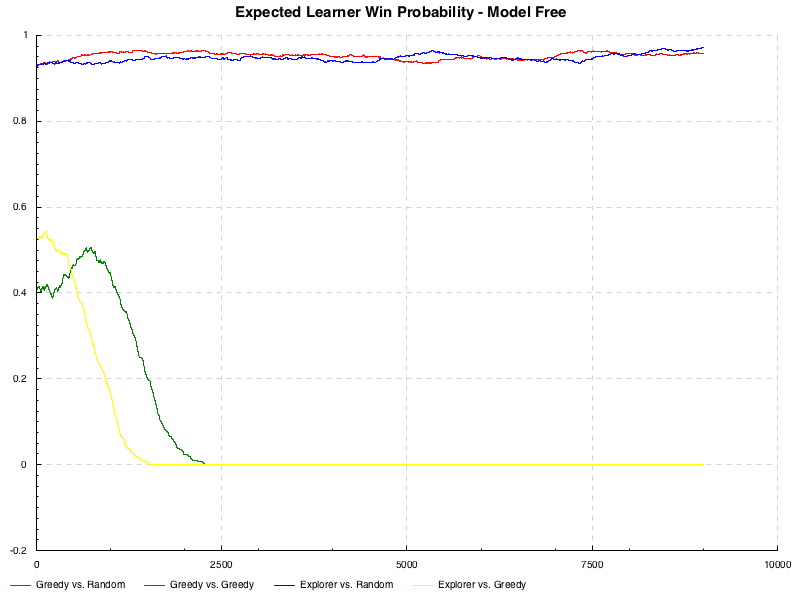 Expected Learner Win Probability - Model Free
1
0.8
0.6
0.4
0.2
0
-0.2
0 2500 5000 7500 10000
Greedy vs. Random Greedy vs. Greedy Explorer vs. Random Explorer vs. Greedy